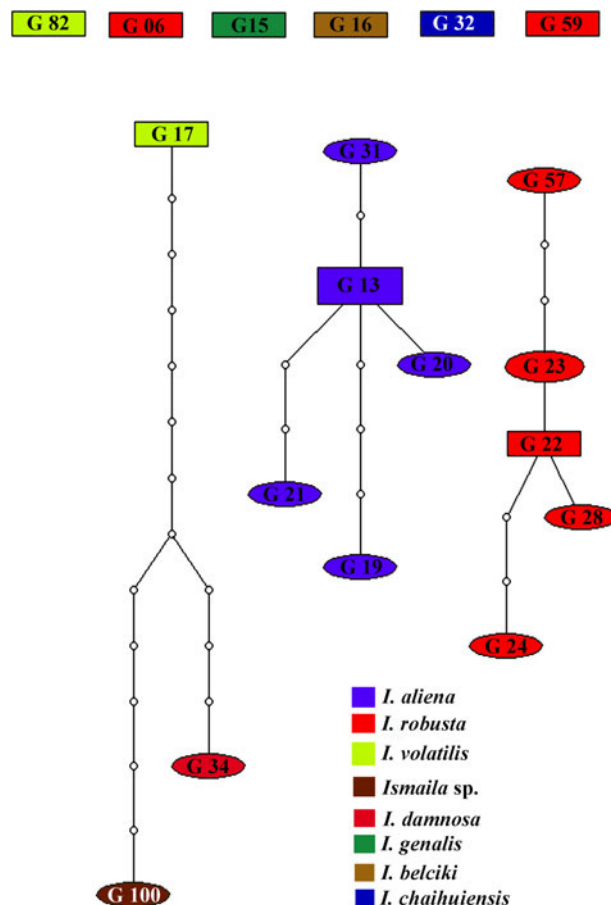 G 82 G 06 G15 G 16 G 32 G 59
G 17
G 31
G 57
G 13
G 20
G 23
G 22
G 21
G 28
G 19
G 24
G 34
G 100
I. aliena
I. robusta
I. volatilis
Ismaila sp.
I. damnosa
I. genalis
I. belciki
I. chaihuiensis